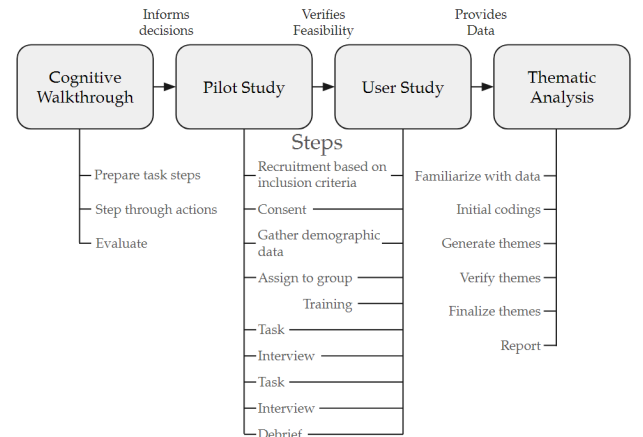 Informs
decisions
Verifies
Feasibility
Provides
Data
Cognitive
Walkthrough
Pilot Study
User Study
Thematic
Analysis
Steps
Prepare task steps
Step through actions
Evaluate
Recruitment based on
inclusion criteria
Consent
Gather demographic
data
Assign to group
Training
Task
Interview
Task
Interview
Debrief
Familiarize with data
Initial codings
Generate themes
Verify themes
Finalize themes
Report